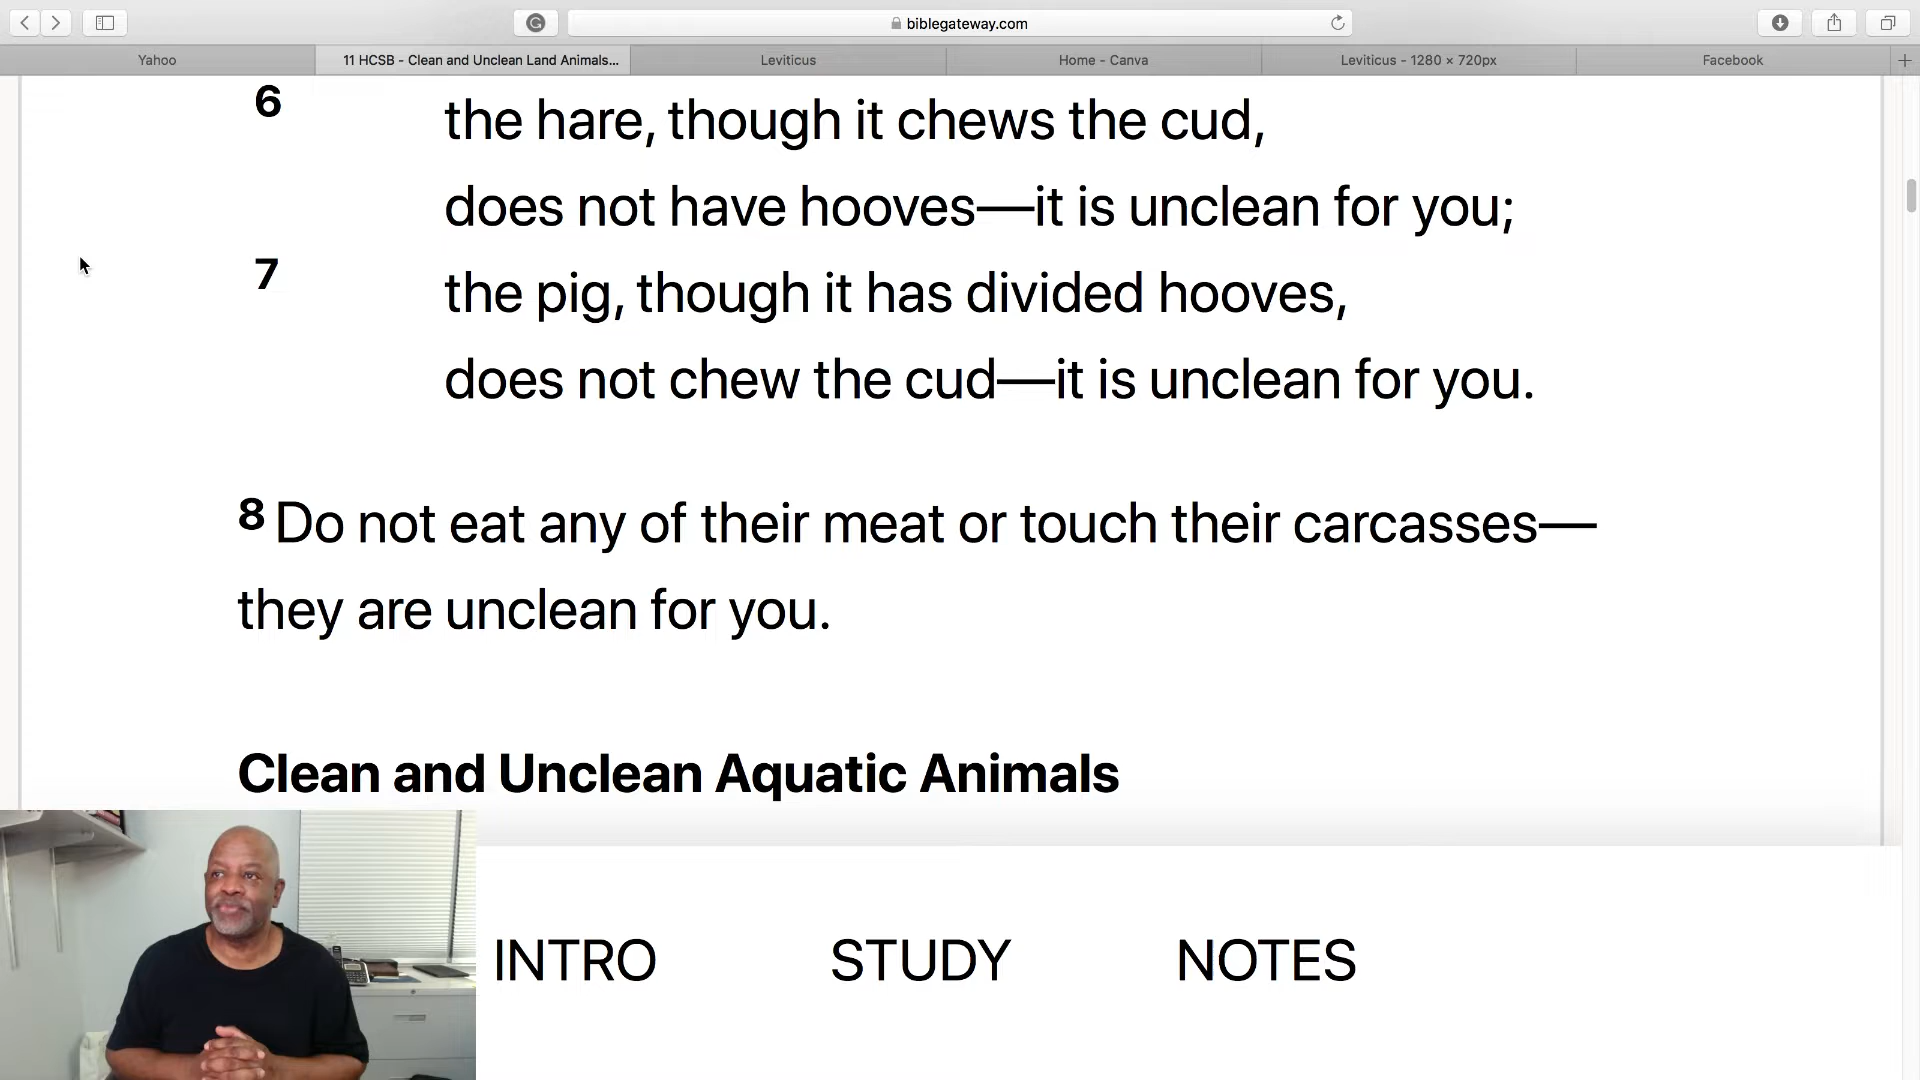 biblegateway.com
Yahoo
11 HCSB - Clean and Unclean Land Animals...
Leviticus
Home - Canva
Leviticus - 1280 × 720px
Facebook
6 the hare, though it chews the cud,
does not have hooves—it is unclean for you;
7 the pig, though it has divided hooves,
does not chew the cud—it is unclean for you.
8 Do not eat any of their meat or touch their carcasses—
they are unclean for you.
Clean and Unclean Aquatic Animals
INTRO STUDY NOTES